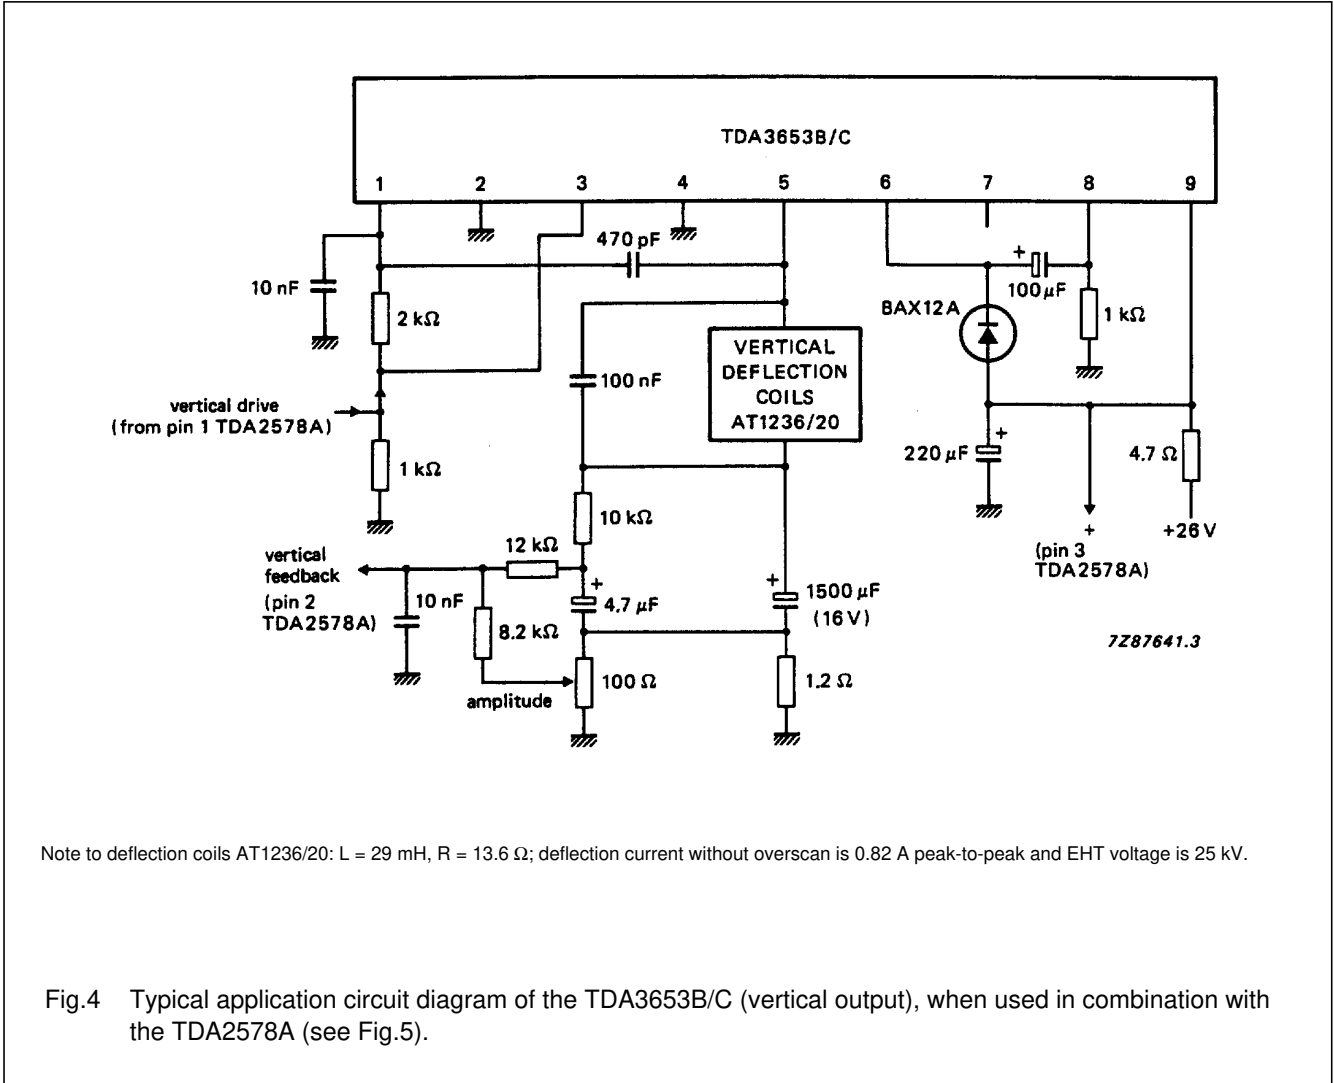 TDA3653B/C
1 2 3 4 5 6 7 8 9
470 pF
+
10 nF
100 µF
BAX12A
2 kΩ
1 kΩ
VERTICAL
DEFLECTION
COILS
AT1236/20
100 nF
vertical drive
(from pin 1 TDA2578A)
+
220 µF
4.7 Ω
1 kΩ
10 kΩ
+26 V
+
(pin 3
TDA2578A)
12 kΩ
vertical
feedback
(pin 2
TDA2578A)
+
+
1500 µF
(16 V)
10 nF
4.7 µF
8.2 kΩ
7Z87641.3
100 Ω
1.2 Ω
amplitude
Note to deflection coils AT1236/20: L = 29 mH, R = 13.6 Ω; deflection current without overscan is 0.82 A peak-to-peak and EHT voltage is 25 kV.
Fig.4 Typical application circuit diagram of the TDA3653B/C (vertical output), when used in combination with
the TDA2578A (see Fig.5).